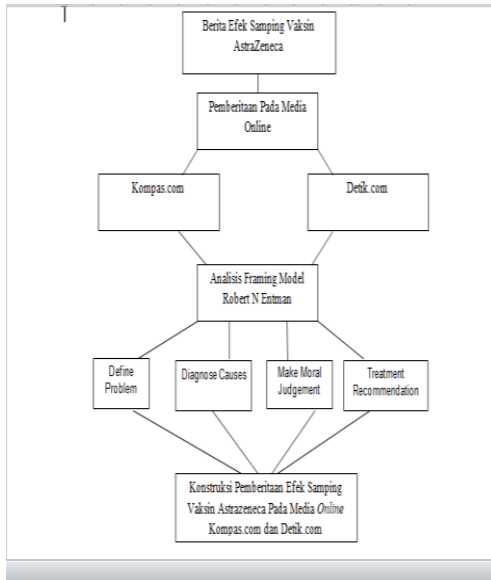 Berita Efek Samping Vaksin
AstraZeneca
Pemberitaan Pada Media
Online
Kompas.com
Detik.com
Analisis Framing Model
Robert N Entman
Define
Problem
Diagnose Causes
Make Moral
Judgement
Treatment
Recommendation
Konstruksi Pemberitaan Efek Samping
Vaksin Astrazeneca Pada Media Online
Kompas.com dan Detik.com